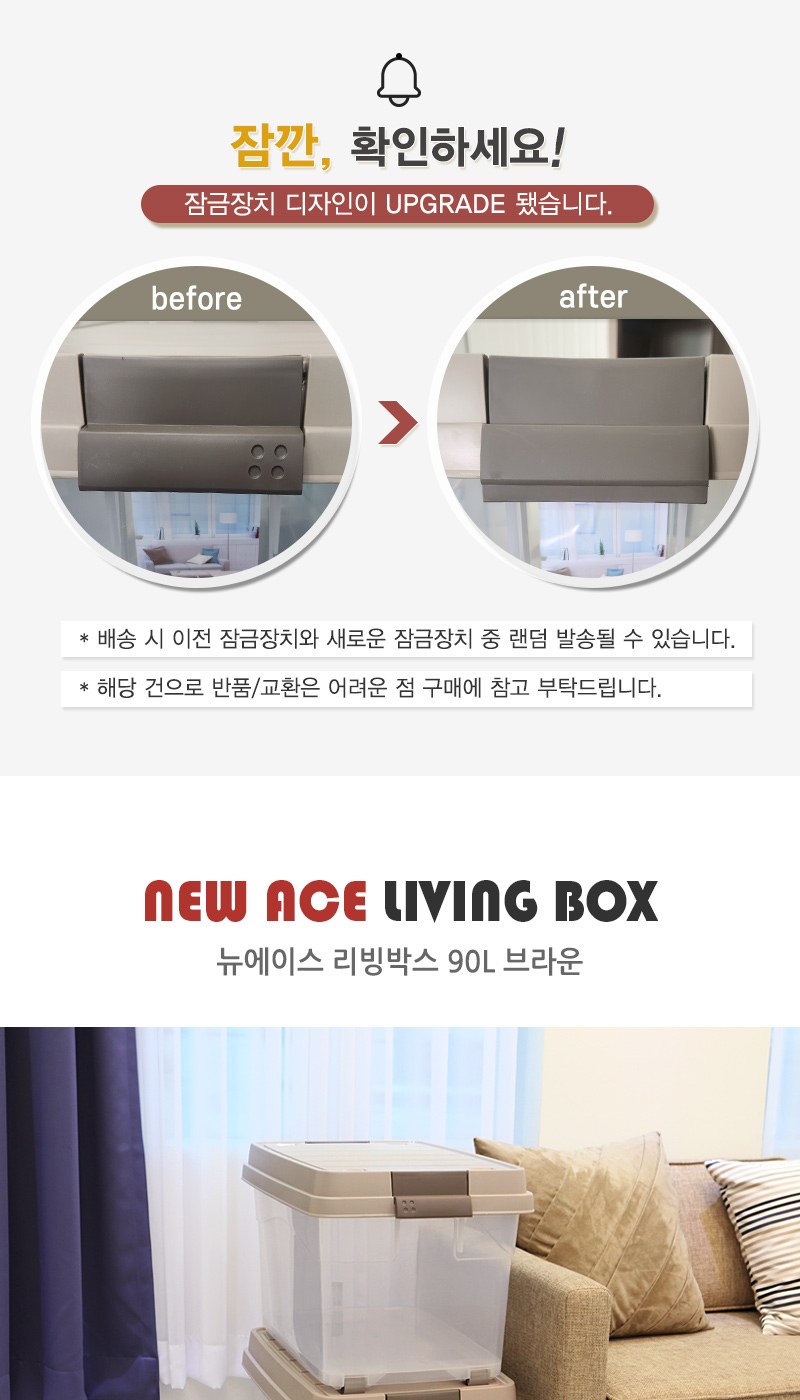 잠깐, 확인하세요!
잠금장치 디자인이 UPGRADE 됐습니다.
before
after
* 배송 시 이전 잠금장치와 새로운 잠금장치 중 랜덤 발송될 수 있습니다.
* 해당 건으로 반품/교환은 어려운 점 구매에 참고 부탁드립니다.
NEW ACE LIVING BOX
뉴에이스 리빙박스 90L 브라운